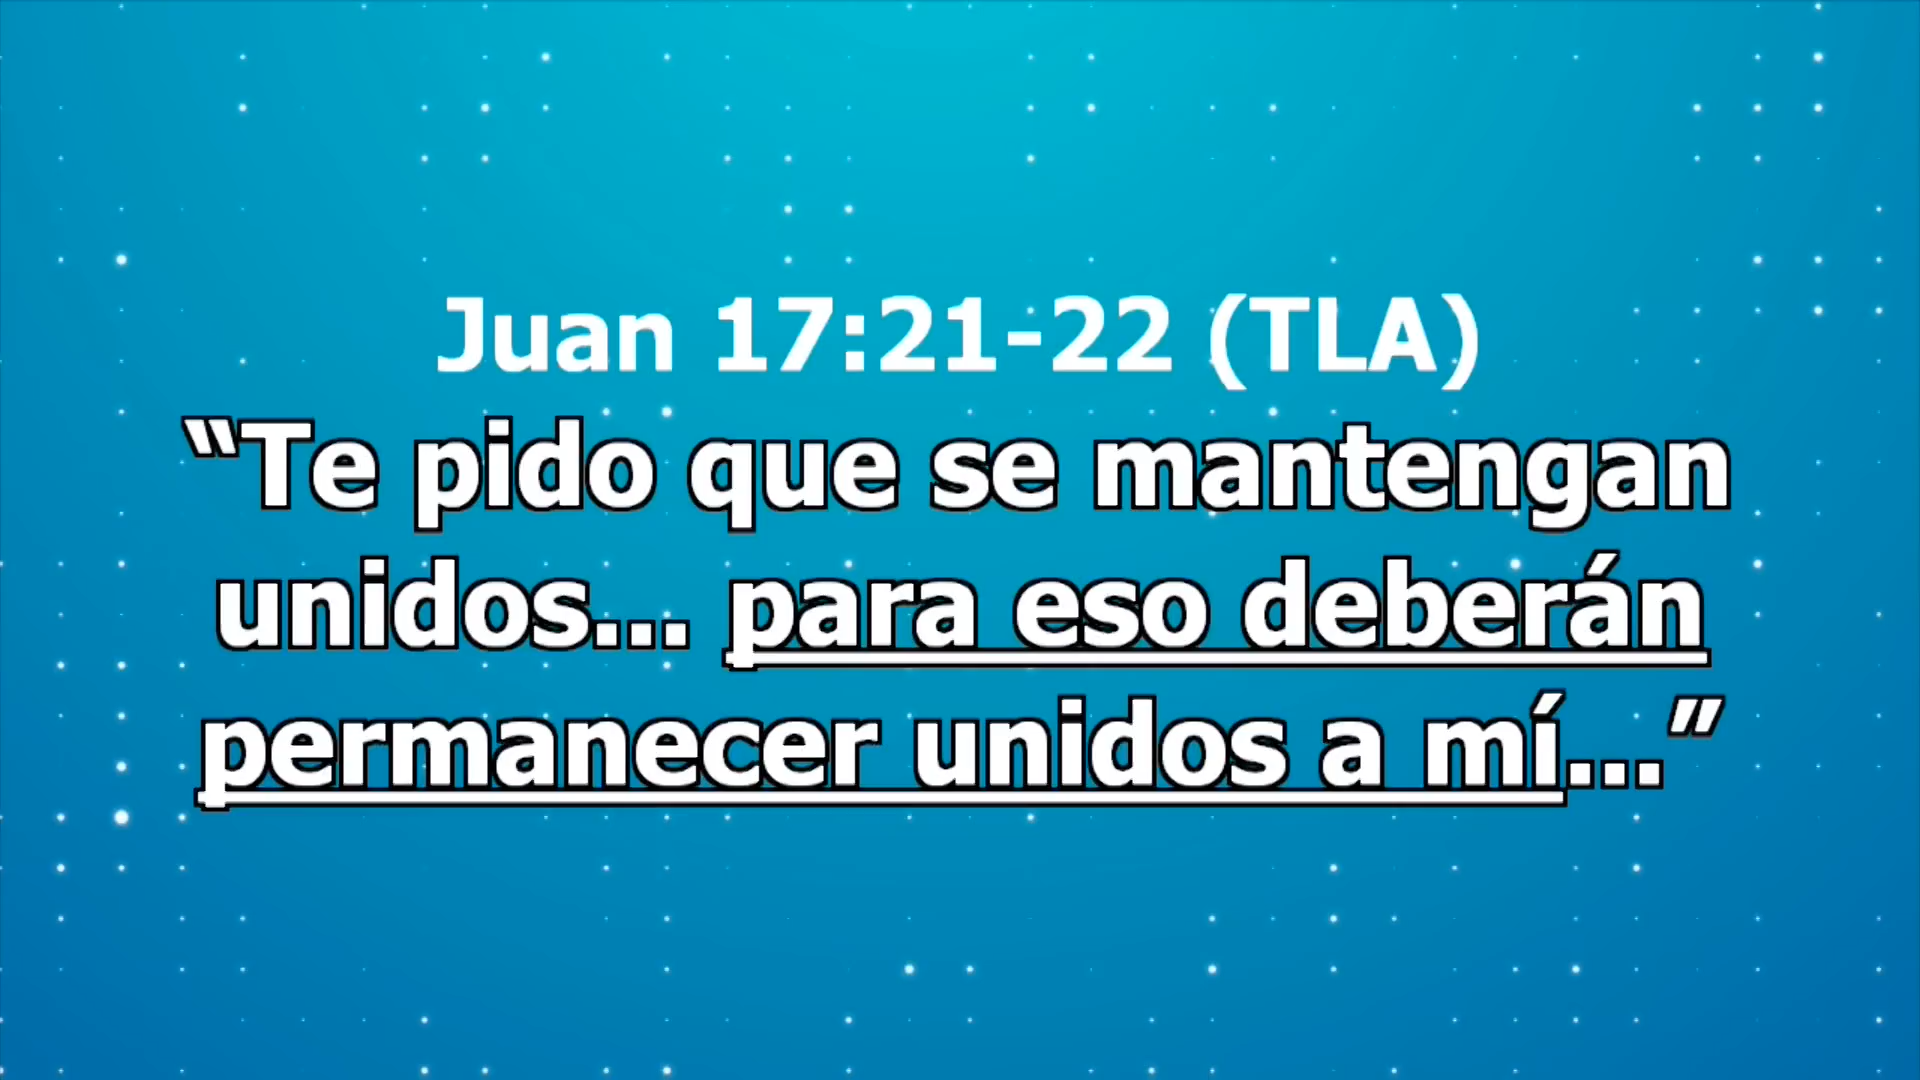 Juan 17:21-22 (TLA)
“Te pido que se mantengan
unidos... para eso deberán
permanecer unidos a mí...”